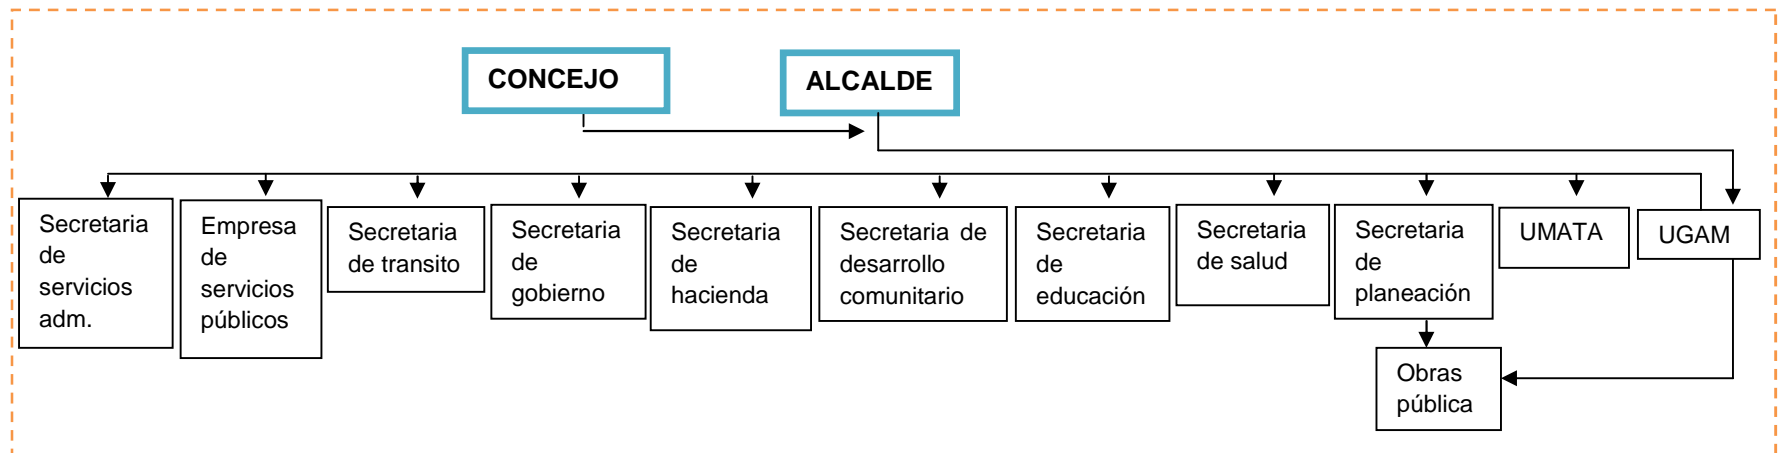 CONCEJO
ALCALDE
Secretaria
de
servicios
adm.
Empresa
de
servicios
públicos
Secretaria
de transito
Secretaria
de
gobierno
Secretaria
de
hacienda
Secretaria de
desarrollo
comunitario
Secretaria
de
educación
Secretaria
de salud
Secretaria
de
planeación
UMATA
UGAM
Obras
pública